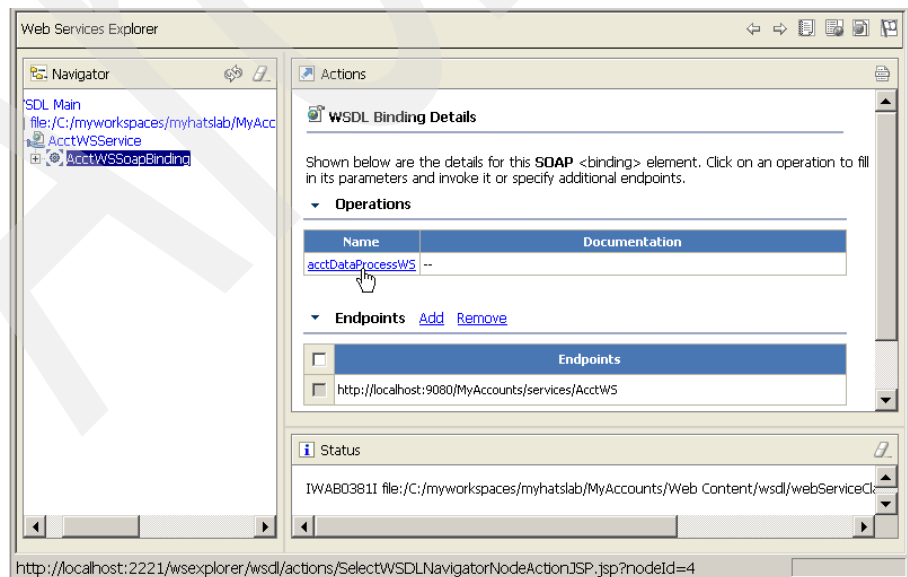 Web Services Explorer
Navigator
'SDL Main
file:/C:/myworkspaces/myhatslab/MyAcc
AcctWSService
AcctWSSoapBinding
Actions
WSDL Binding Details
Shown below are the details for this SOAP <binding> element. Click on an operation to fill
in its parameters and invoke it or specify additional endpoints.
Operations
Name Documentation
acctDataProcessWS --
Endpoints Add Remove
Endpoints
http://localhost:9080/MyAccounts/services/AcctWS
Status
IWAB0381I file:/C:/myworkspaces/myhatslab/MyAccounts/Web Content/wsdl/webServiceCl
http://localhost:2221/wsexplorer/wsdl/actions/SelectWSDLNavigatorNodeActionJSP.jsp?nodeId=4